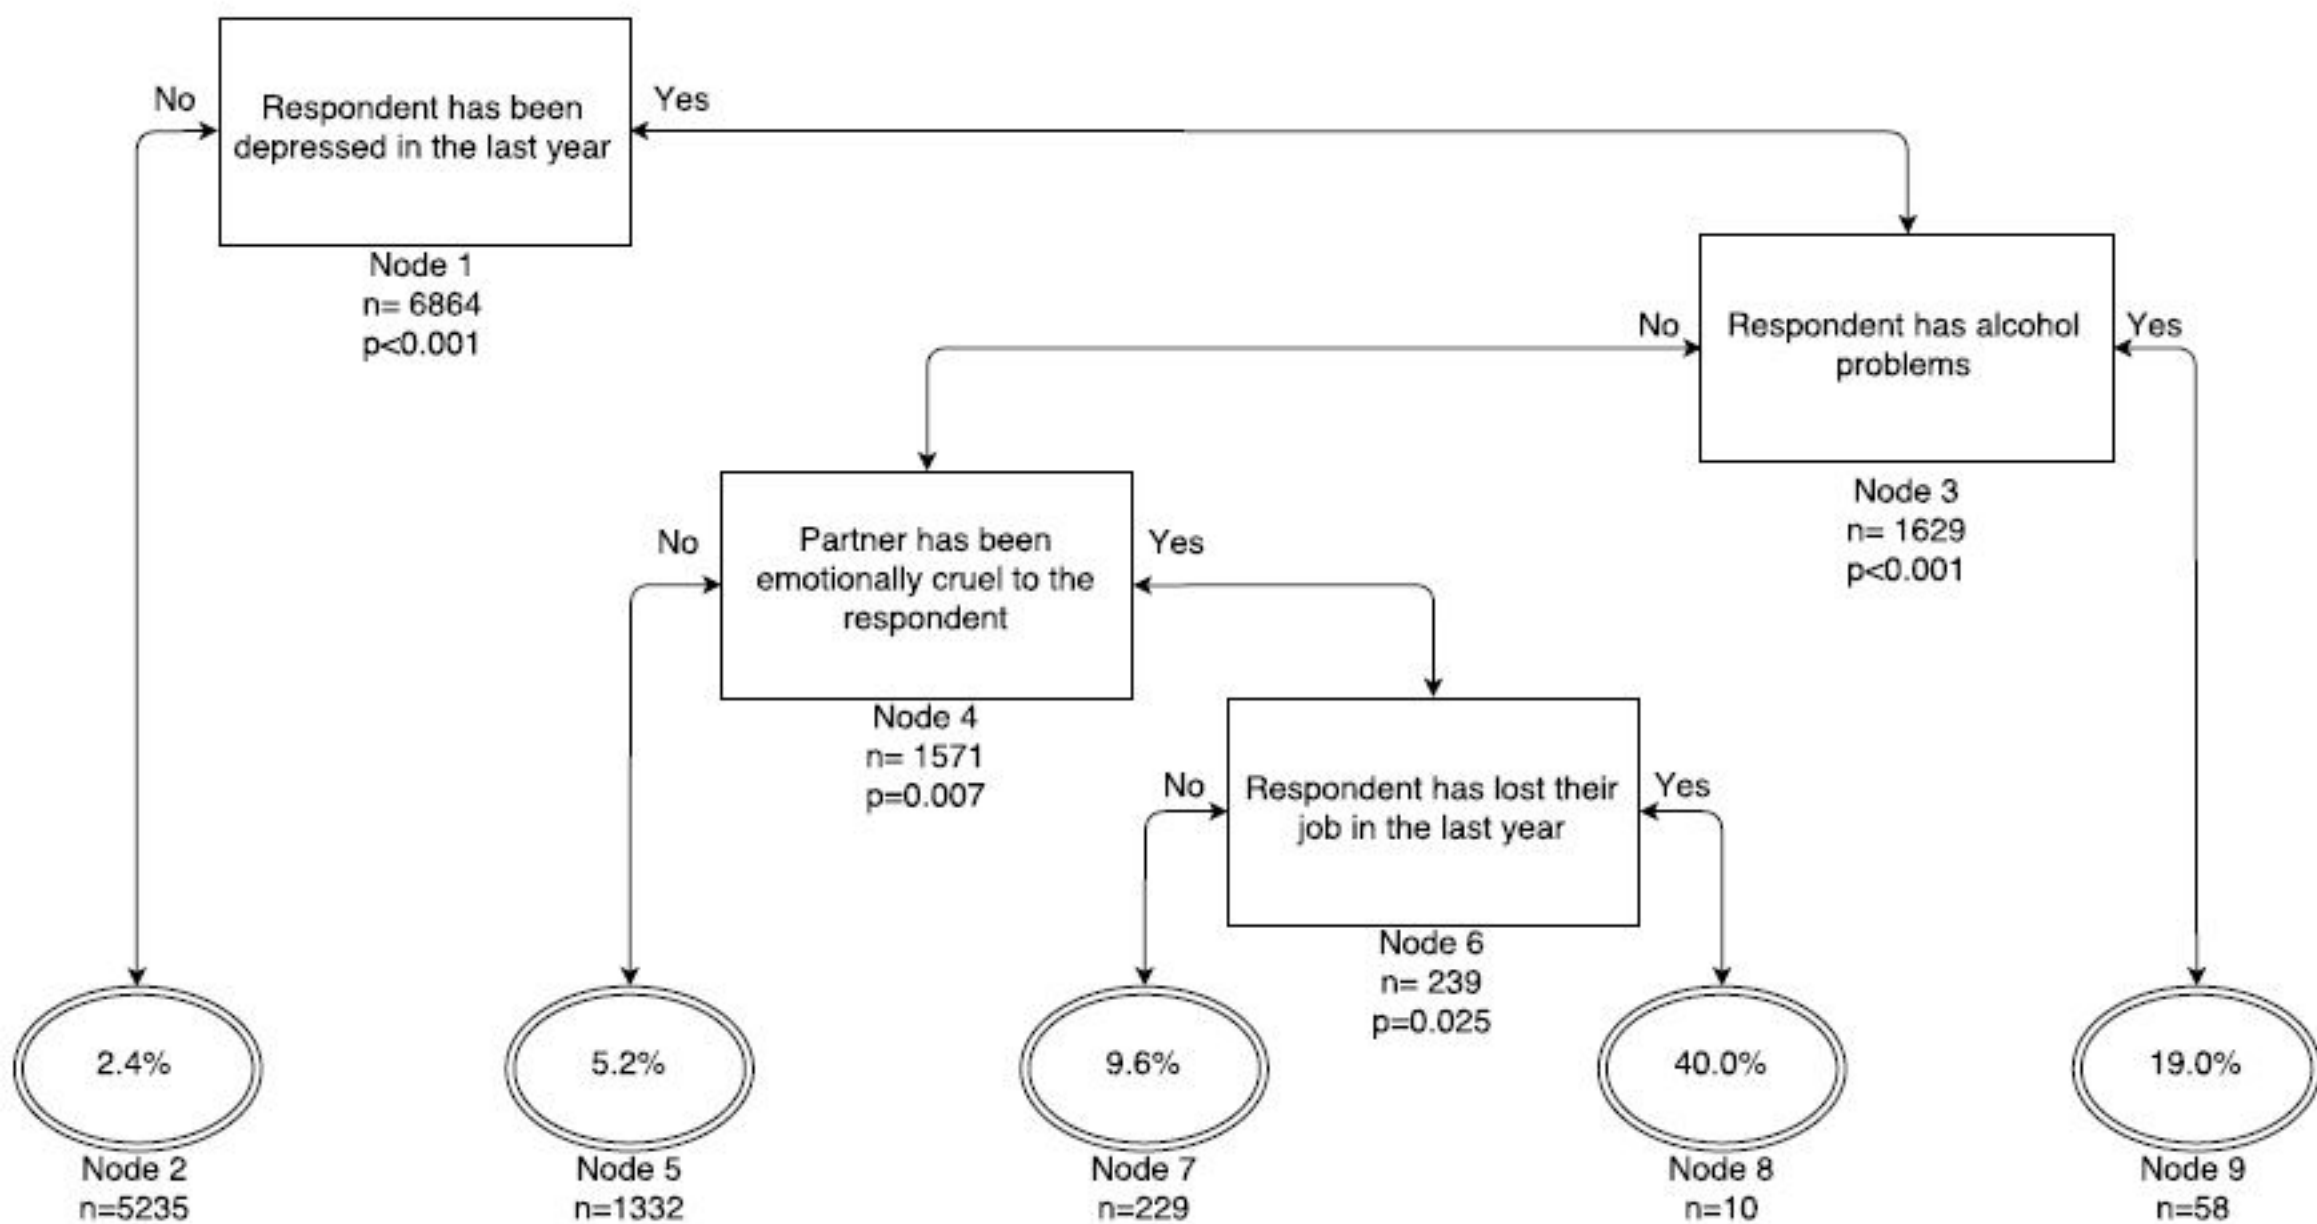 No
Respondent has been
depressed in the last year
Yes
Node 1
n= 6864
p<0.001
No
Respondent has alcohol
problems
Yes
Node 3
n= 1629
p<0.001
No
Partner has been
emotionally cruel to the
respondent
Yes
Node 4
n= 1571
p=0.007
No
Respondent has lost their
job in the last year
Yes
Node 6
n= 239
p=0.025
2.4%
Node 2
n=5235
5.2%
Node 5
n=1332
9.6%
Node 7
n=229
40.0%
Node 8
n=10
19.0%
Node 9
n=58